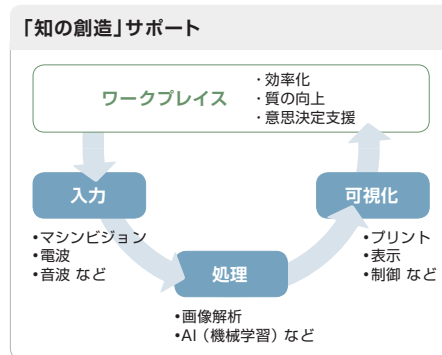 「知の創造」サポート
ワークプレイス
・効率化
・質の向上
・意思決定支援
入力
•マシンビジョン
•電波
•音波 など
処理
•画像解析
•AI（機械学習）など
可視化
•プリント
•表示
•制御 など